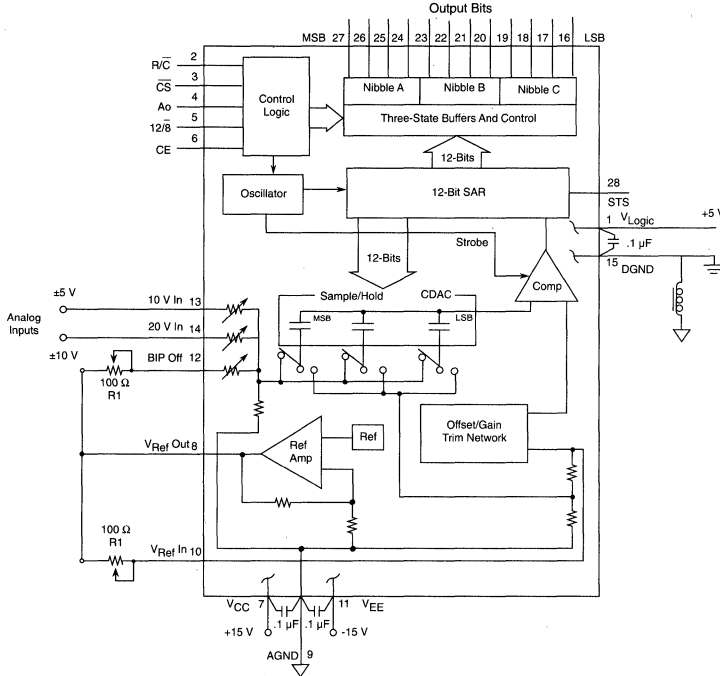 Output Bits
MSB 27 26 25 24 23 22 21 20 19 18 17 16 LSB
R/C̅ 2
C̅S̅ 3
Ao 4
12/8̅ 5
CE 6
Control Logic
Nibble A Nibble B Nibble C
Three-State Buffers And Control
12-Bits
Oscillator
12-Bit SAR
28
STS
1 VLogic +5 V
.1 µF
15 DGND
Strobe
12-Bits
Comp
Sample/Hold CDAC
MSB LSB
Analog Inputs
±5 V
10 V In 13
20 V In 14
±10 V
BIP Off 12
100 Ω
R1
VRef Out 8
Ref Amp
Ref
Offset/Gain Trim Network
100 Ω
R1
VRef In 10
VCC 7 11 VEE
.1 µF .1 µF
+15 V -15 V
AGND 9